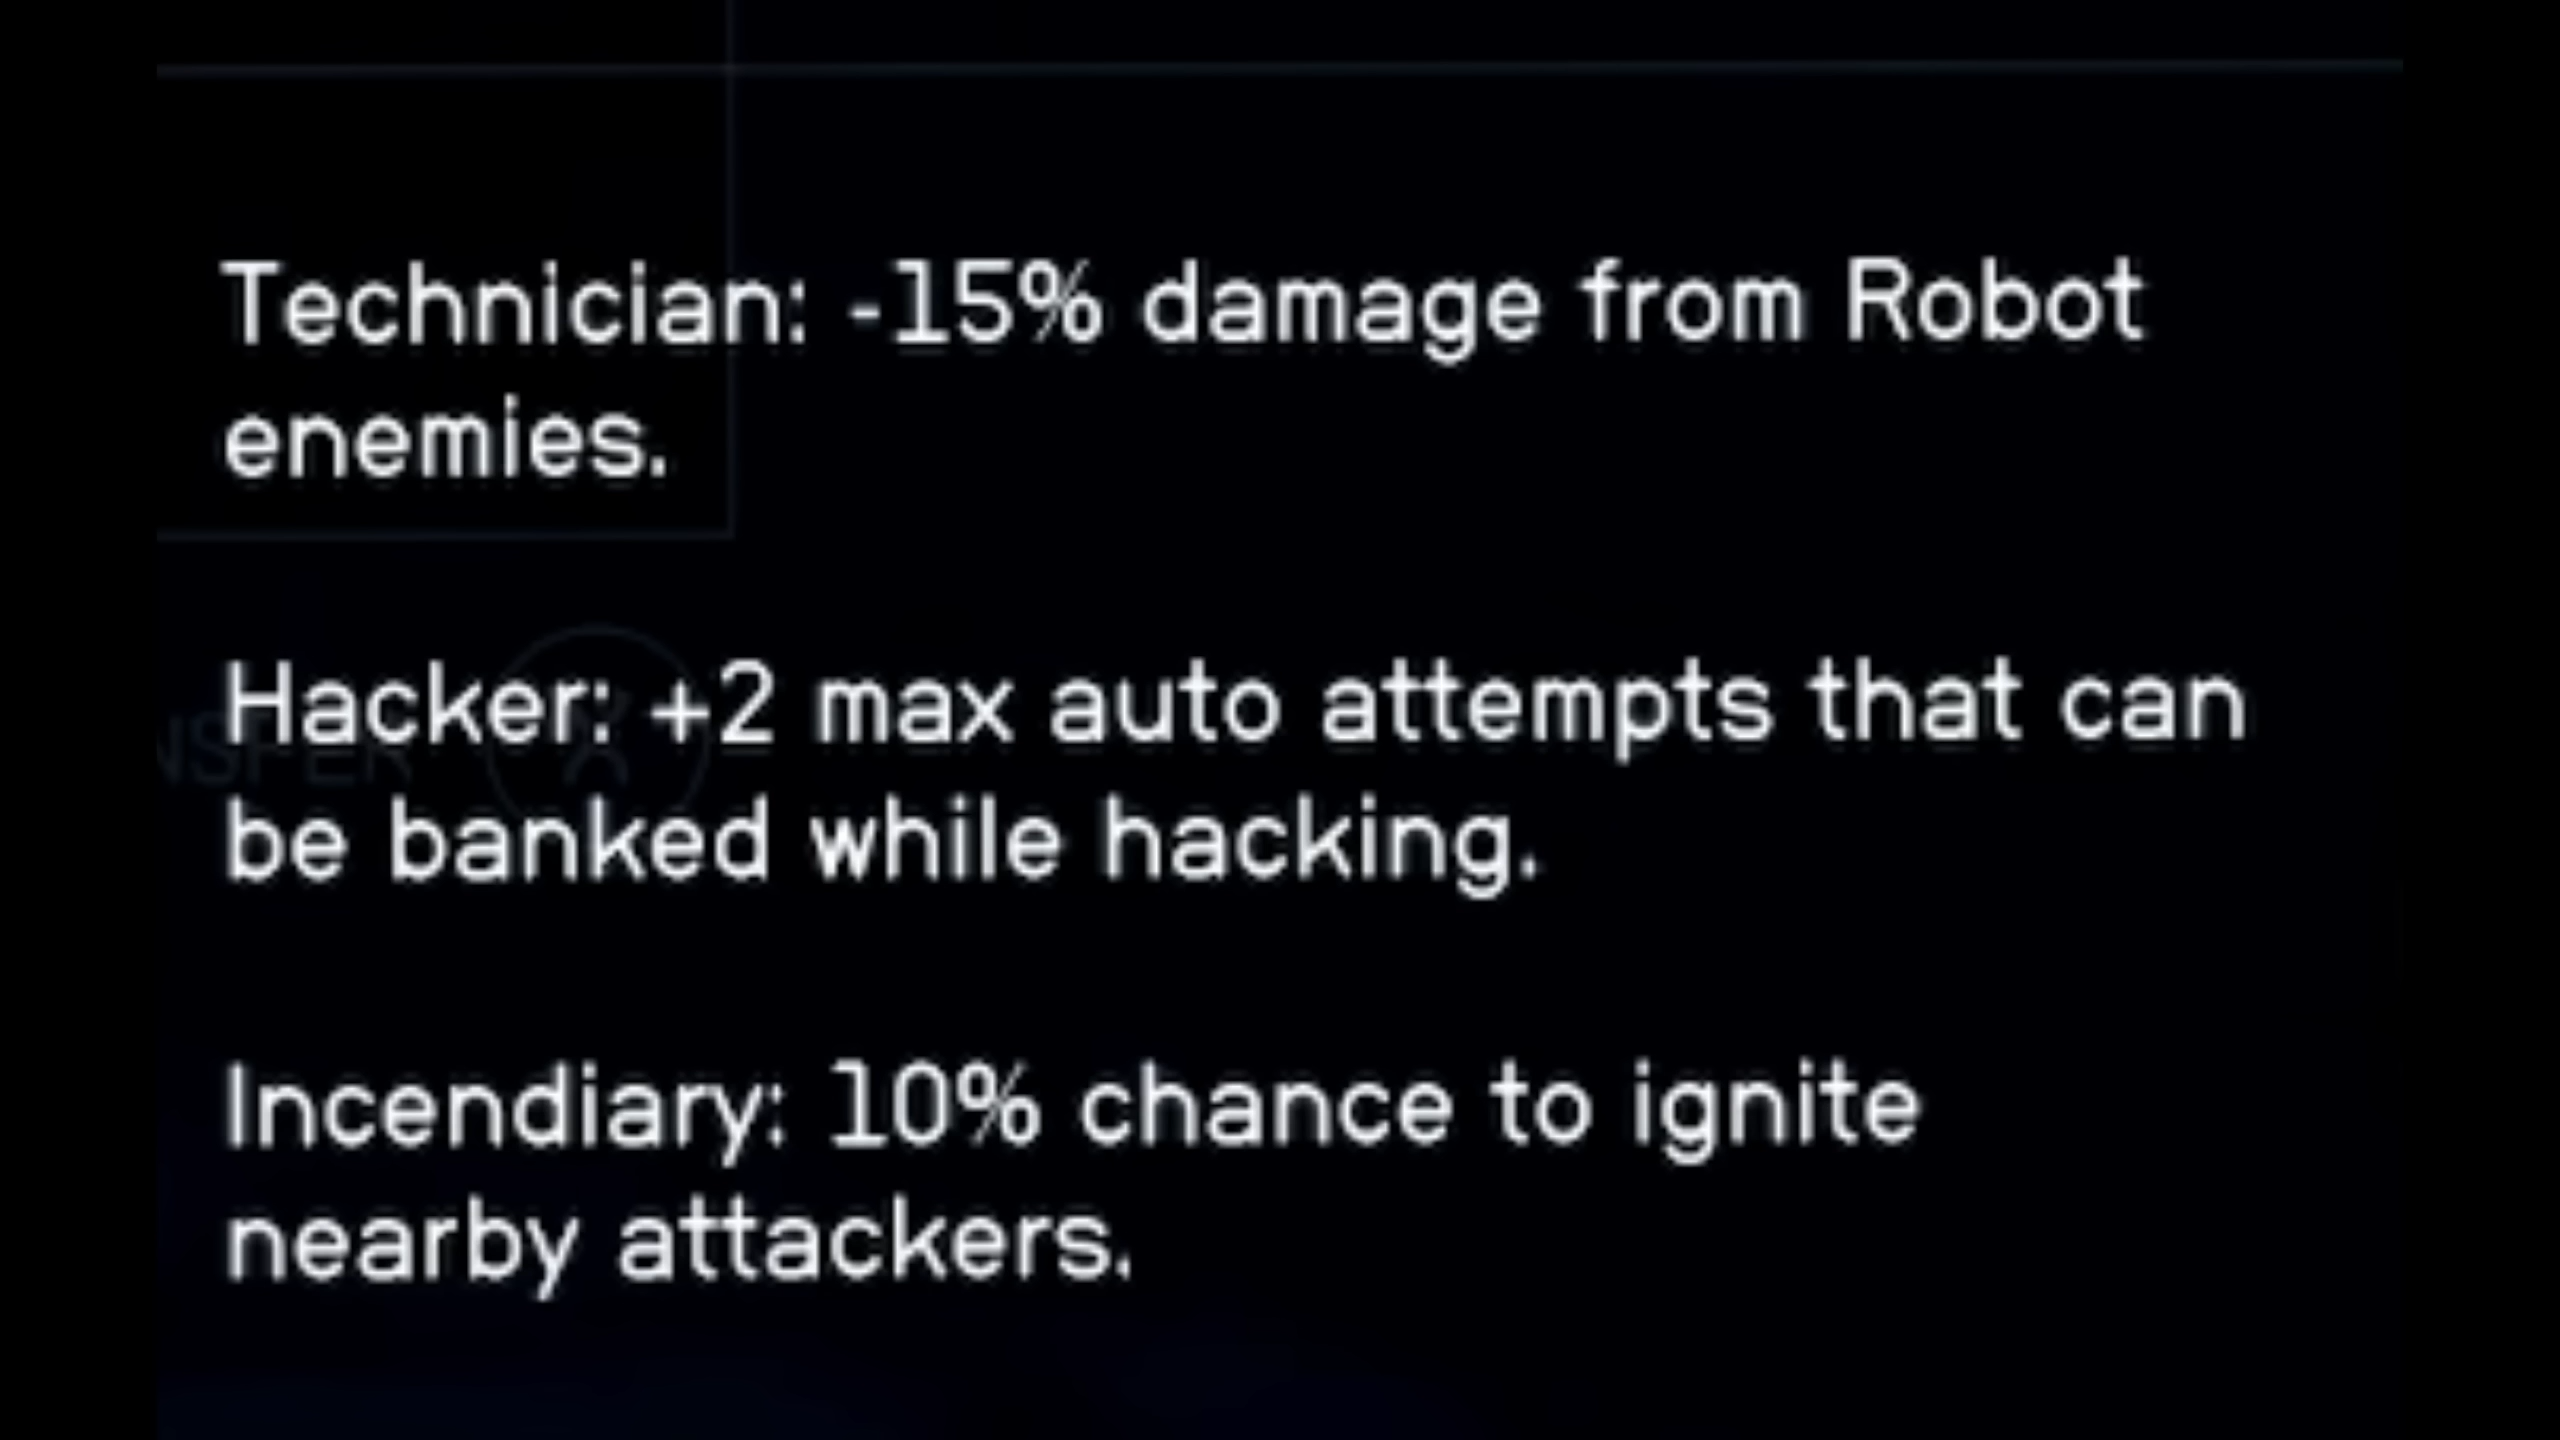 Technician: -15% damage from Robot
enemies.
Hacker: +2 max auto attempts that can
be banked while hacking.
Incendiary: 10% chance to ignite
nearby attackers.